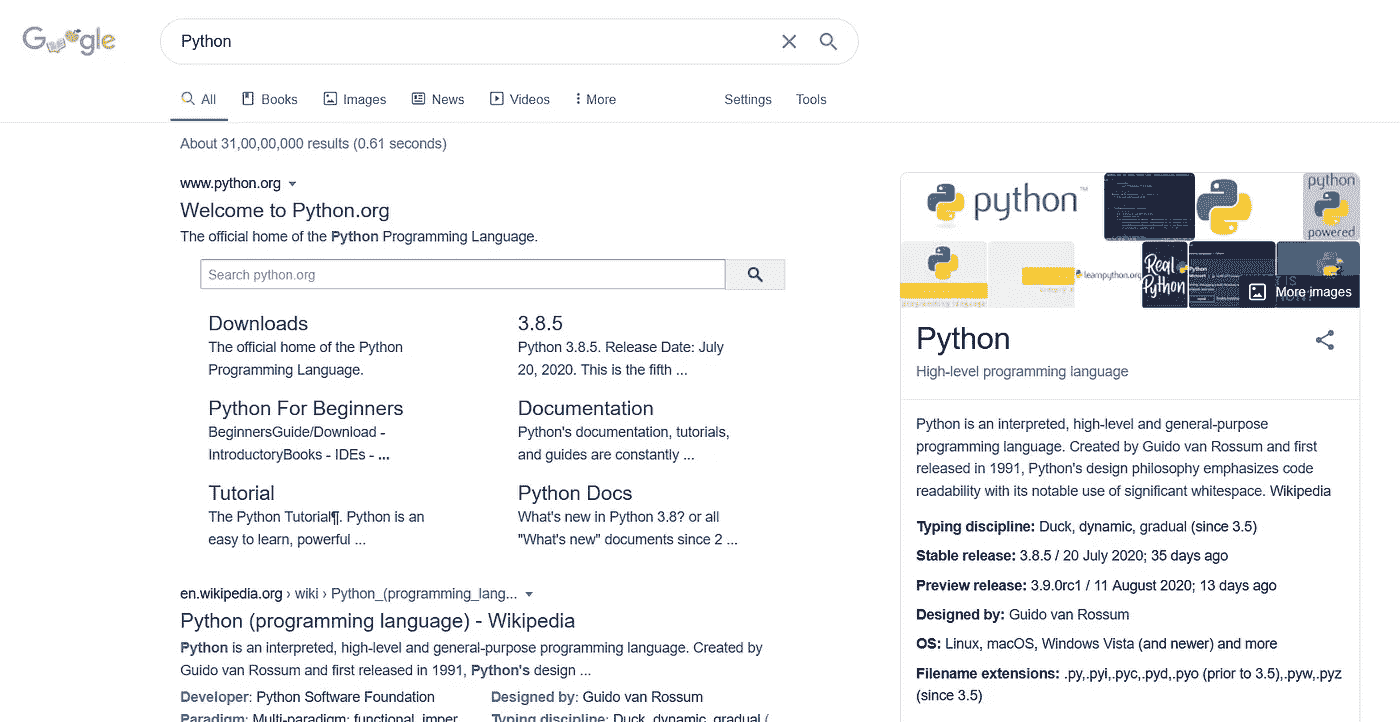 Google
Python
All Books Images News Videos More Settings Tools
About 31,00,00,000 results (0.61 seconds)
www.python.org
Welcome to Python.org
The official home of the Python Programming Language.
Search python.org
Downloads
The official home of the Python
Programming Language.
3.8.5
Python 3.8.5. Release Date: July
20, 2020. This is the fifth ...
Python For Beginners
BeginnersGuide/Download -
IntroductoryBooks - IDEs - ...
Documentation
Python's documentation, tutorials,
and guides are constantly ...
Tutorial
The Python Tutorial¶. Python is an
easy to learn, powerful ...
Python Docs
What's new in Python 3.8? or all
"What's new" documents since 2 ...
en.wikipedia.org › wiki › Python_(programming_lang...
Python (programming language) - Wikipedia
Python is an interpreted, high-level and general-purpose programming language. Created by
Guido van Rossum and first released in 1991, Python's design ...
Developer: Python Software Foundation
Designed by: Guido van Rossum
Paradigm: Multi-paradigm: functional, imper
Typing discipline: Duck, dynamic, gradual (
python™
python
powered
programming language
learnpython.org
Real
Python
More images
Python
High-level programming language
Python is an interpreted, high-level and general-purpose
programming language. Created by Guido van Rossum and first
released in 1991, Python's design philosophy emphasizes code
readability with its notable use of significant whitespace. Wikipedia
Typing discipline: Duck, dynamic, gradual (since 3.5)
Stable release: 3.8.5 / 20 July 2020; 35 days ago
Preview release: 3.9.0rc1 / 11 August 2020; 13 days ago
Designed by: Guido van Rossum
OS: Linux, macOS, Windows Vista (and newer) and more
Filename extensions: .py,.pyi,.pyc,.pyd,.pyo (prior to 3.5),.pyw,.pyz
(since 3.5)